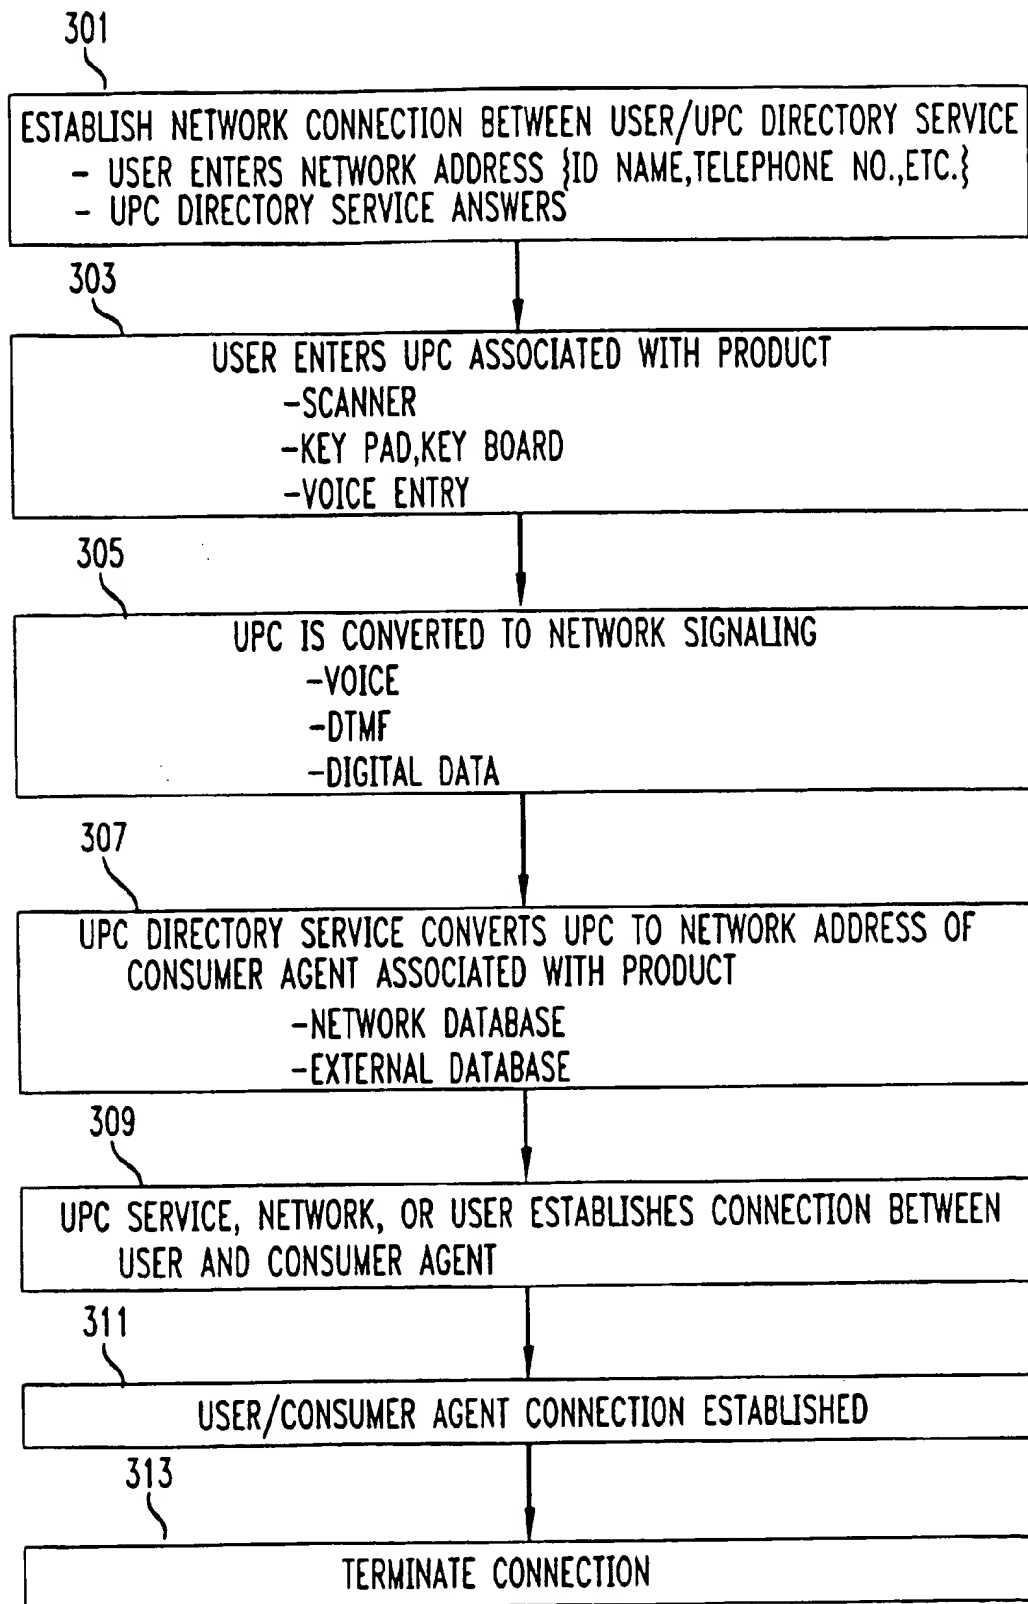 301
ESTABLISH NETWORK CONNECTION BETWEEN USER/UPC DIRECTORY SERVICE
- USER ENTERS NETWORK ADDRESS {ID NAME,TELEPHONE NO.,ETC.}
- UPC DIRECTORY SERVICE ANSWERS
303
USER ENTERS UPC ASSOCIATED WITH PRODUCT
-SCANNER
-KEY PAD,KEY BOARD
-VOICE ENTRY
305
UPC IS CONVERTED TO NETWORK SIGNALING
-VOICE
-DTMF
-DIGITAL DATA
307
UPC DIRECTORY SERVICE CONVERTS UPC TO NETWORK ADDRESS OF
CONSUMER AGENT ASSOCIATED WITH PRODUCT
-NETWORK DATABASE
-EXTERNAL DATABASE
309
UPC SERVICE, NETWORK, OR USER ESTABLISHES CONNECTION BETWEEN
USER AND CONSUMER AGENT
311
USER/CONSUMER AGENT CONNECTION ESTABLISHED
313
TERMINATE CONNECTION